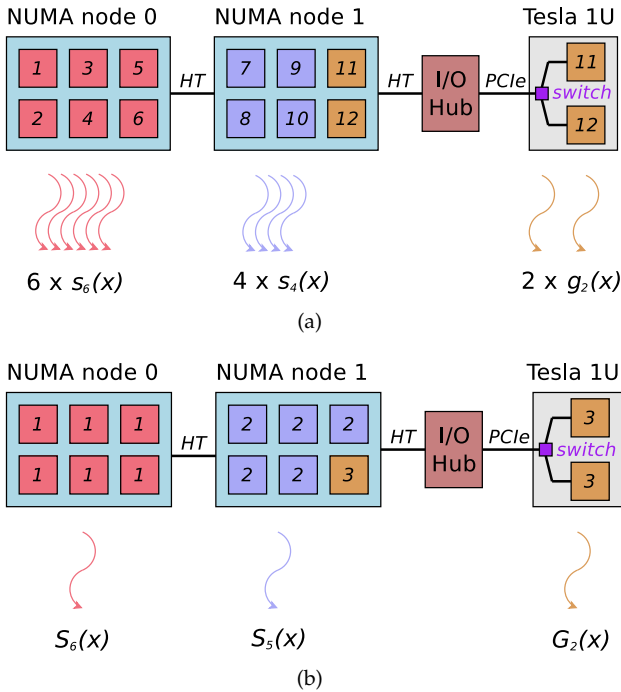 NUMA node 0 NUMA node 1 Tesla 1U
1 3 5 7 9 11 11
HT HT I/O Hub PCIe switch
2 4 6 8 10 12 12
6 x s₆(x) 4 x s₄(x) 2 x g₂(x)
(a)
NUMA node 0 NUMA node 1 Tesla 1U
1 1 1 2 2 2 3
HT HT I/O Hub PCIe switch
1 1 1 2 2 3 3
S₆(x) S₅(x) G₂(x)
(b)